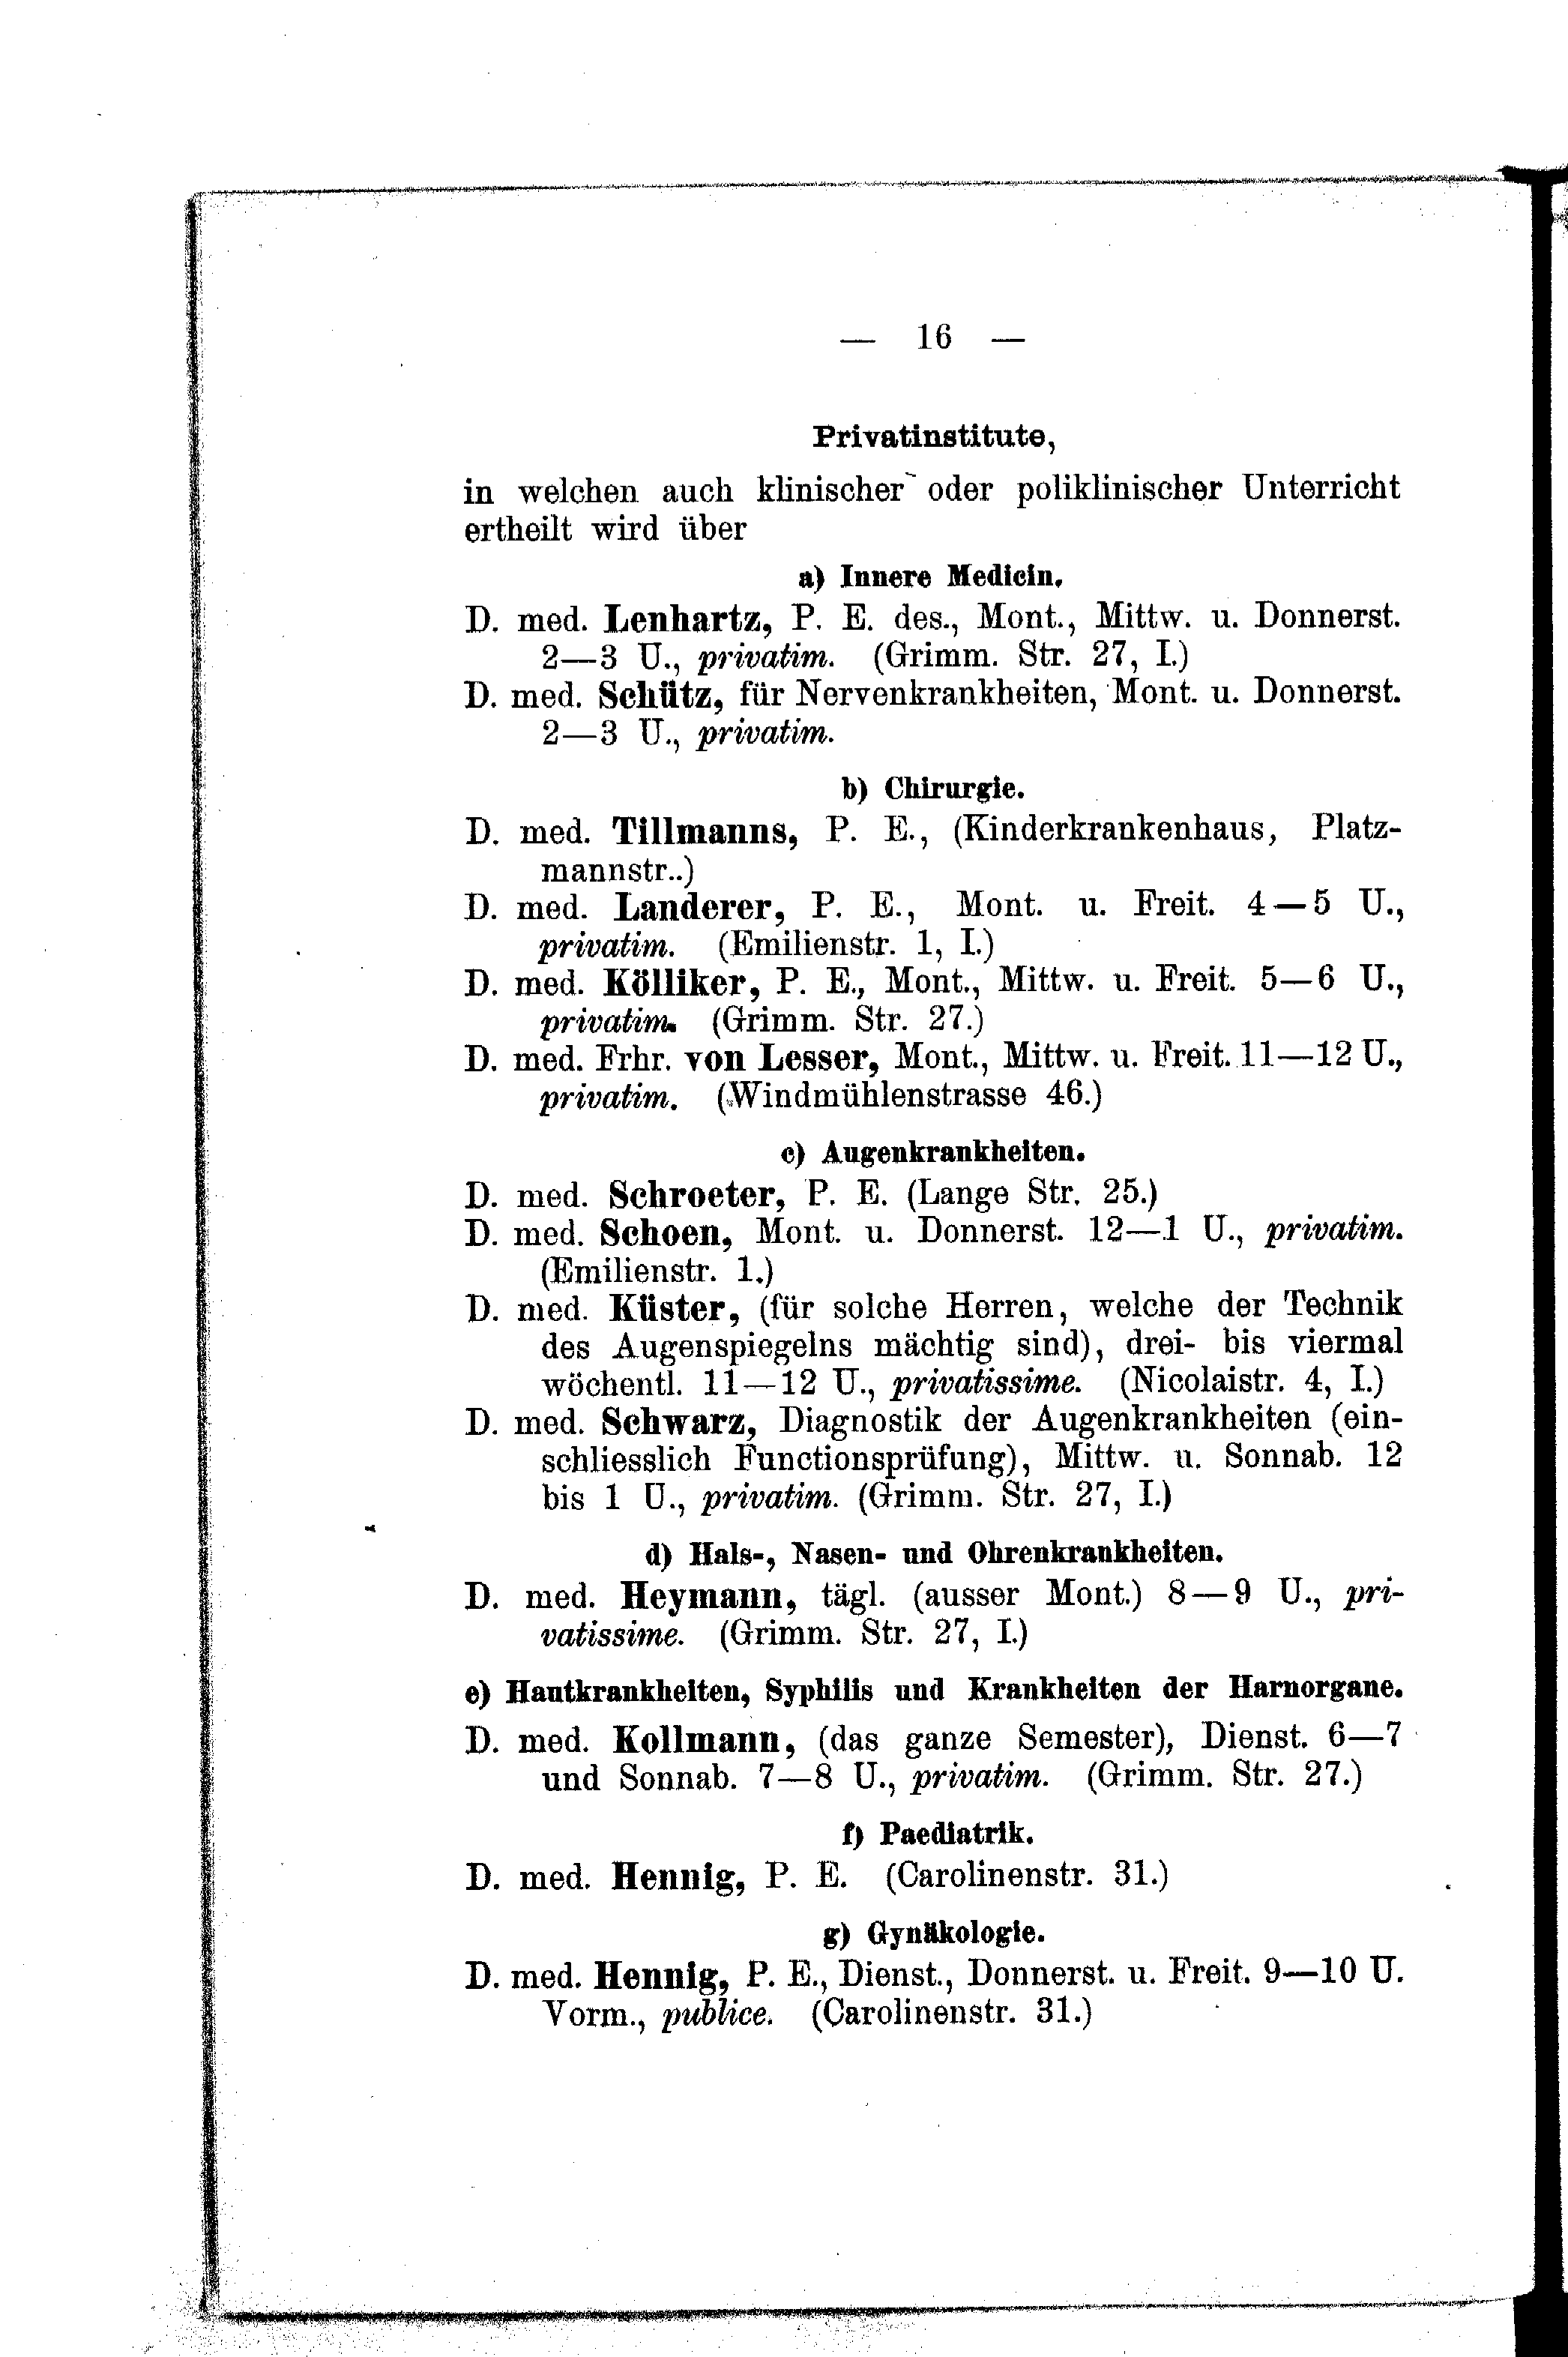 — 16 —
Privatinstitute,
in welchen auch klinischer oder poliklinischer Unterricht
ertheilt wird über
a) Innere Medicin.
D. med. Lenhartz, P. E. des., Mont., Mittw. u. Donnerst.
2—3 U., privatim. (Grimm. Str. 27, I.)
D. med. Schütz, für Nervenkrankheiten, Mont. u. Donnerst.
2—3 U., privatim.
b) Chirurgie.
D. med. Tillmanns, P. E., (Kinderkrankenhaus, Platz-
mannstr..)
D. med. Landerer, P. E., Mont. u. Freit. 4—5 U.,
privatim. (Emilienstr. 1, I.)
D. med. Kölliker, P. E., Mont., Mittw. u. Freit. 5—6 U.,
privatim. (Grimm. Str. 27.)
D. med. Frhr. von Lesser, Mont., Mittw. u. Freit. 11—12 U.,
privatim. (Windmühlenstrasse 46.)
c) Augenkrankheiten.
D. med. Schroeter, P. E. (Lange Str. 25.)
D. med. Schoen, Mont. u. Donnerst. 12—1 U., privatim.
(Emilienstr. 1.)
D. med. Küster, (für solche Herren, welche der Technik
des Augenspiegelns mächtig sind), drei- bis viermal
wöchentl. 11—12 U., privatissime. (Nicolaistr. 4, I.)
D. med. Schwarz, Diagnostik der Augenkrankheiten (ein-
schliesslich Functionsprüfung), Mittw. u. Sonnab. 12
bis 1 U., privatim. (Grimm. Str. 27, I.)
d) Hals-, Nasen- und Ohrenkrankheiten.
D. med. Heymann, tägl. (ausser Mont.) 8—9 U., pri-
vatissime. (Grimm. Str. 27, I.)
e) Hautkrankheiten, Syphilis und Krankheiten der Harnorgane.
D. med. Kollmann, (das ganze Semester), Dienst. 6—7
und Sonnab. 7—8 U., privatim. (Grimm. Str. 27.)
f) Paediatrik.
D. med. Hennig, P. E. (Carolinenstr. 31.)
g) Gynäkologie.
D. med. Hennig, P. E., Dienst., Donnerst. u. Freit. 9—10 U.
Vorm., publice. (Carolinenstr. 31.)